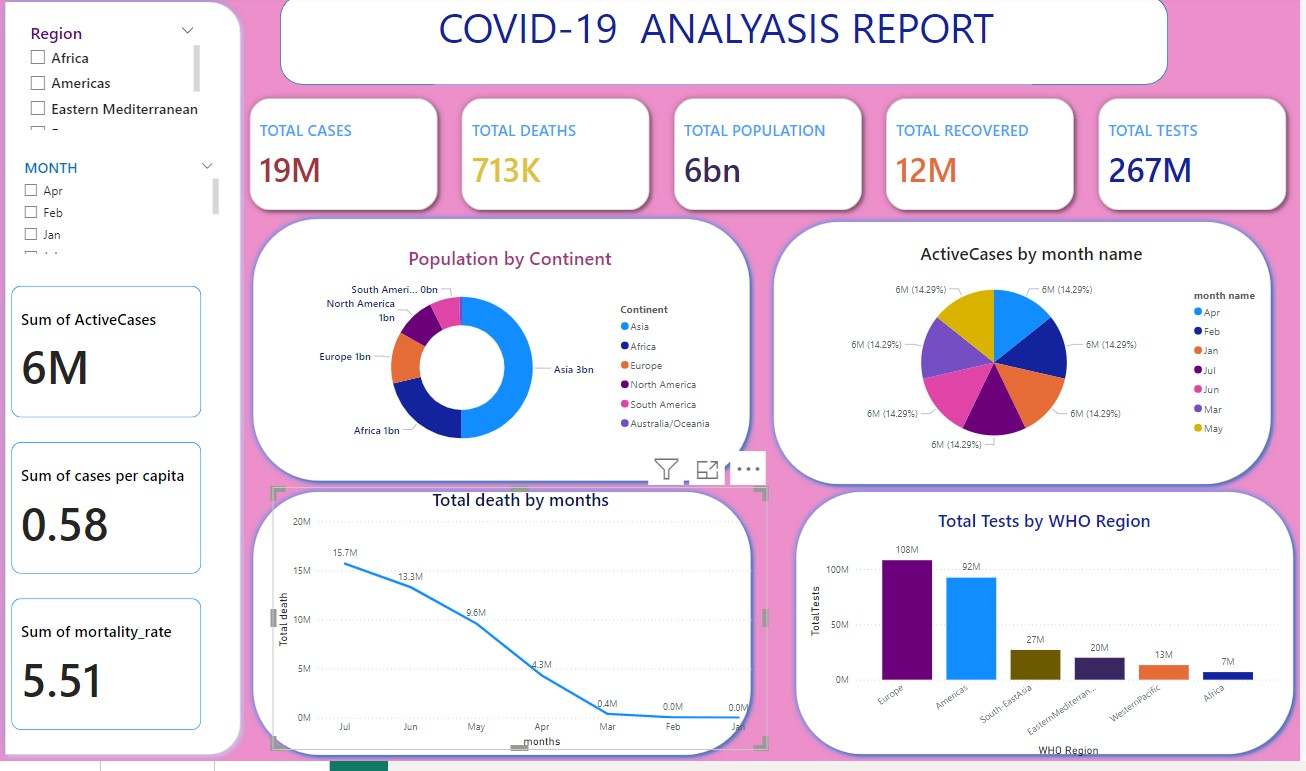 COVID-19 ANALYASIS REPORT
Region
Africa
Americas
Eastern Mediterranean
MONTH
Apr
Feb
Jan
Sum of ActiveCases
6M
Sum of cases per capita
0.58
Sum of mortality_rate
5.51
TOTAL CASES
19M
TOTAL DEATHS
713K
TOTAL POPULATION
6bn
TOTAL RECOVERED
12M
TOTAL TESTS
267M
Population by Continent
South Ameri... 0bn
North America
1bn
Europe 1bn
Africa 1bn
Asia 3bn
Continent
Asia
Africa
Europe
North America
South America
Australia/Oceania
ActiveCases by month name
6M (14.29%)
6M (14.29%)
6M (14.29%)
6M (14.29%)
6M (14.29%)
6M (14.29%)
6M (14.29%)
month name
Apr
Feb
Jan
Jul
Jun
Mar
May
Total death by months
Total death
20M
15M
10M
5M
0M
15.7M
13.3M
9.6M
4.3M
0.4M
0.0M
0.0M
Jul
Jun
May
Apr
Mar
Feb
Jan
months
Total Tests by WHO Region
TotalTests
100M
50M
0M
108M
92M
27M
20M
13M
7M
Europe
Americas
South-EastAsia
EasternMediterran...
WesternPacific
Africa
WHO Region